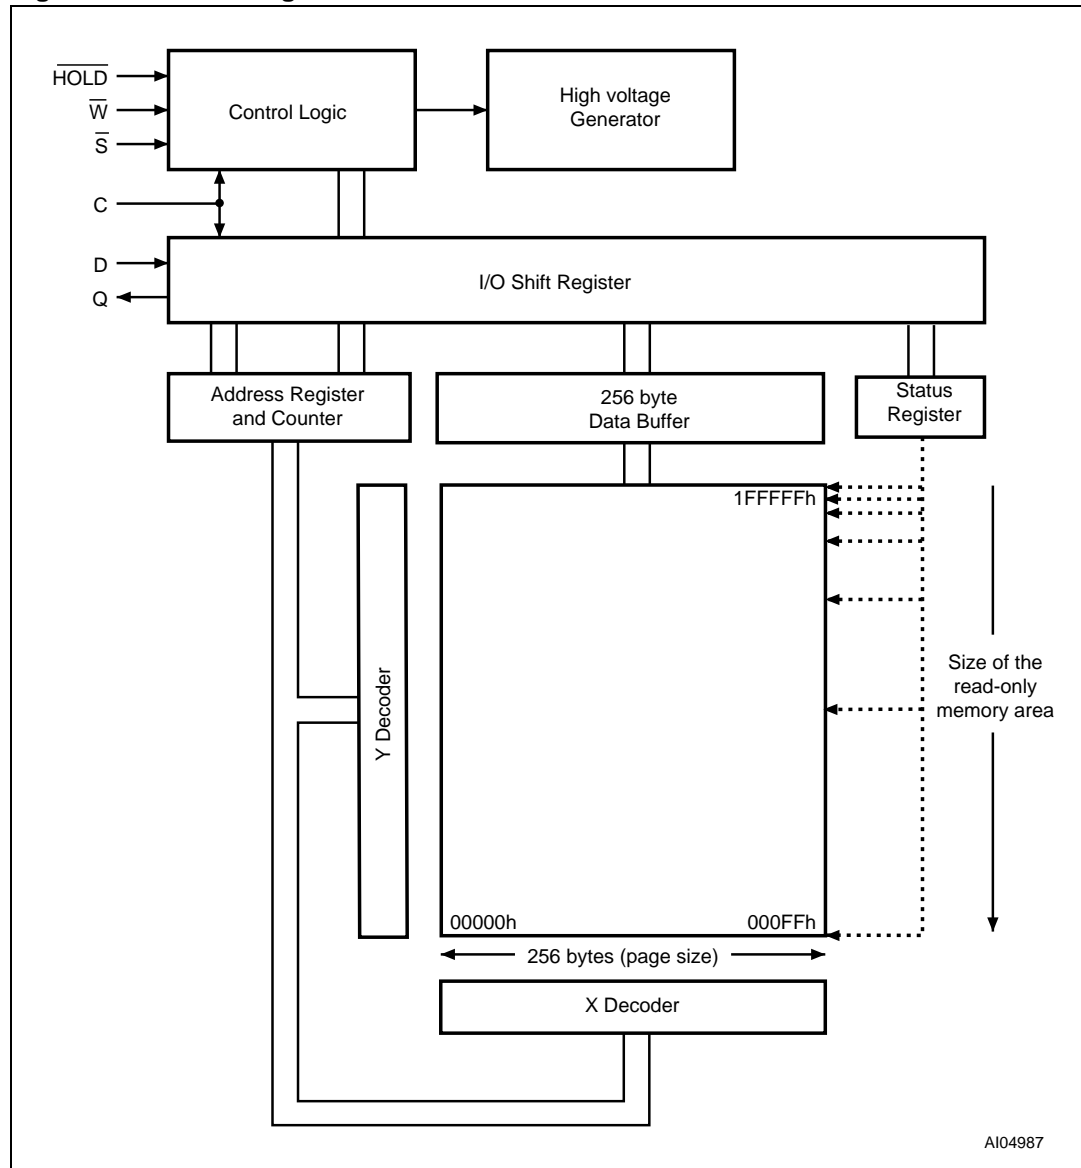 HOLD
W
S
C
D
Q
Control Logic
High voltage
Generator
I/O Shift Register
Address Register
and Counter
256 byte
Data Buffer
Status
Register
1FFFFFh
Y Decoder
Size of the
read-only
memory area
00000h
000FFh
256 bytes (page size)
X Decoder
AI04987